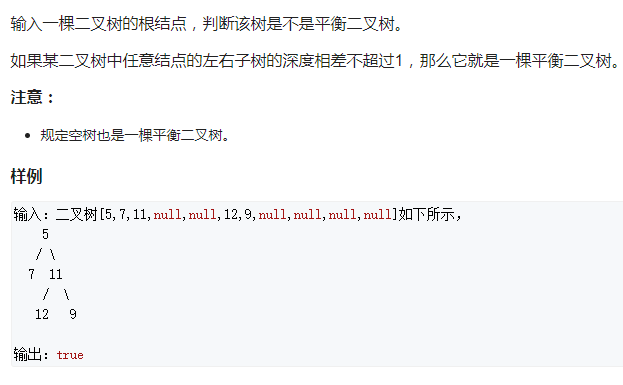 输入一棵二叉树的根结点，判断该树是不是平衡二叉树。
如果某二叉树中任意结点的左右子树的深度相差不超过1，那么它就是一棵平衡二叉树。
注意：
• 规定空树也是一棵平衡二叉树。
样例
输入：二叉树[5,7,11,null,null,12,9,null,null,null,null]如下所示，
5
/ \
7 11
/ \
12 9
输出：true